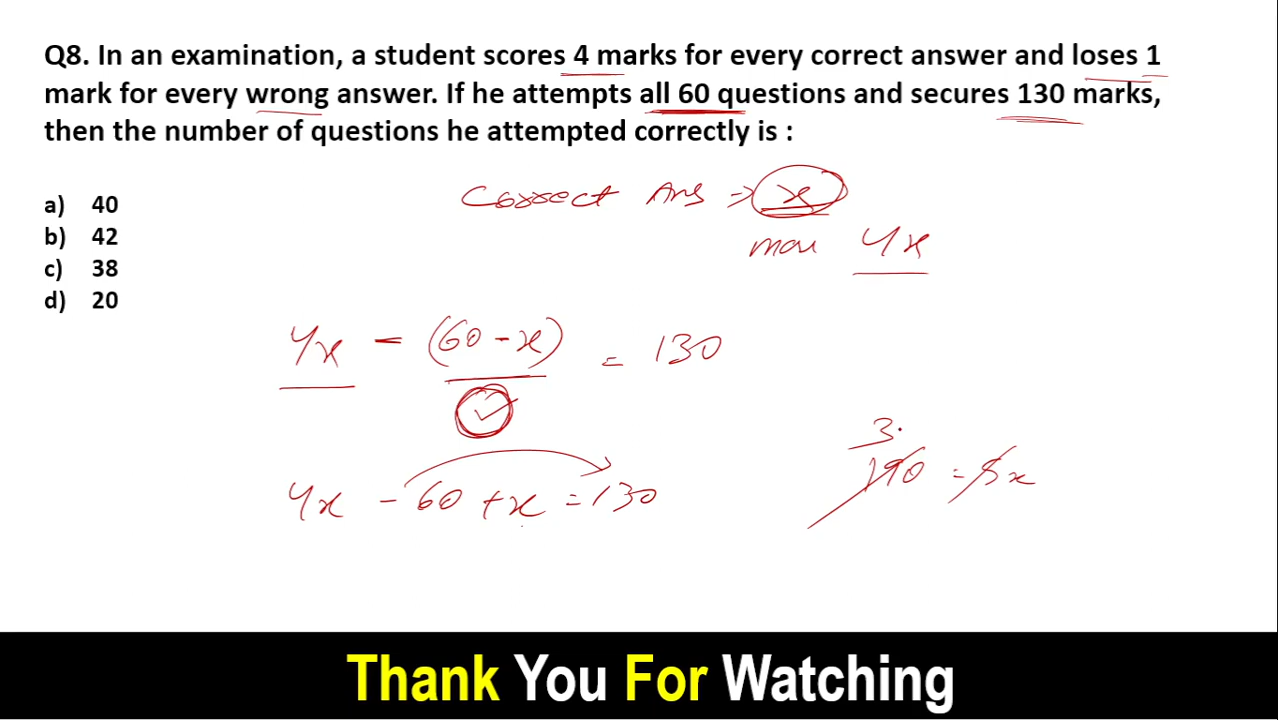 Q8. In an examination, a student scores 4 marks for every correct answer and loses 1
mark for every wrong answer. If he attempts all 60 questions and secures 130 marks,
then the number of questions he attempted correctly is :
a) 40
b) 42
c) 38
d) 20
Correct Ans => x
4x
4x - (60 - x) = 130
4x - 60 + x = 130
3
190 = 5x
Thank You For Watching